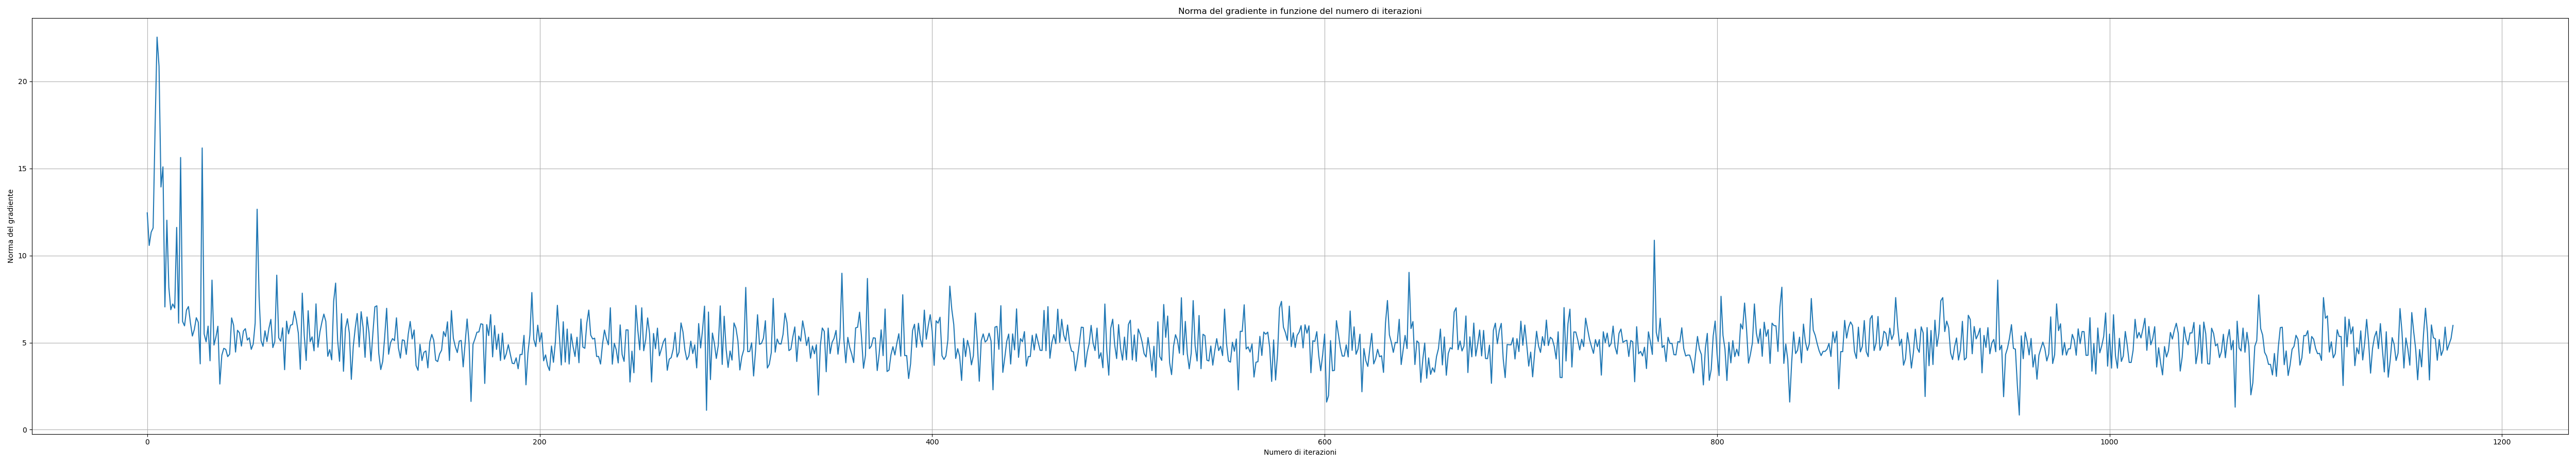 Norma del gradiente in funzione del numero di iterazioni
Norma del gradiente
20
15
10
5
0
0 200 400 600 800 1000 1200
Numero di iterazioni